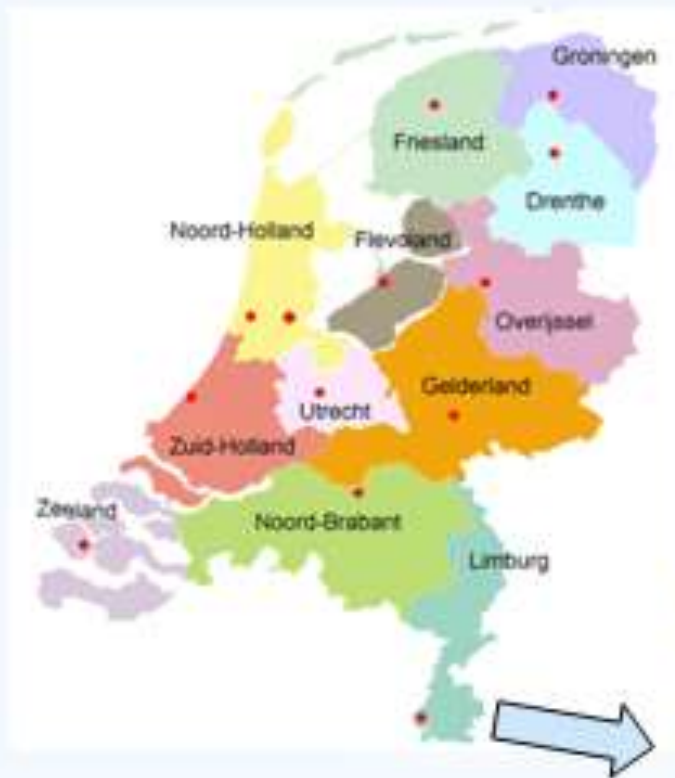 Groningen
Friesland
Drenthe
Noord-Holland
Flevoland
Overijssel
Gelderland
Utrecht
Zuid-Holland
Zeeland
Noord-Brabant
Limburg